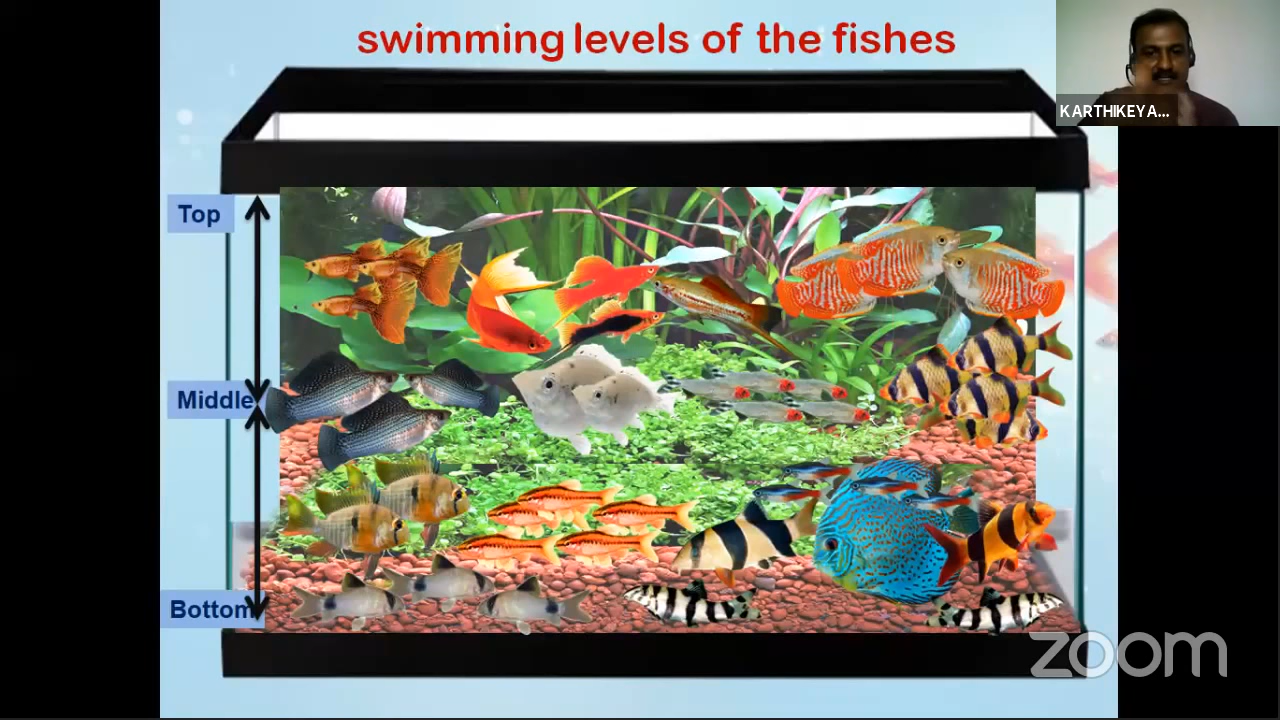 swimming levels of the fishes
KARTHIKEYA...
Top
Middle
Bottom
zoom